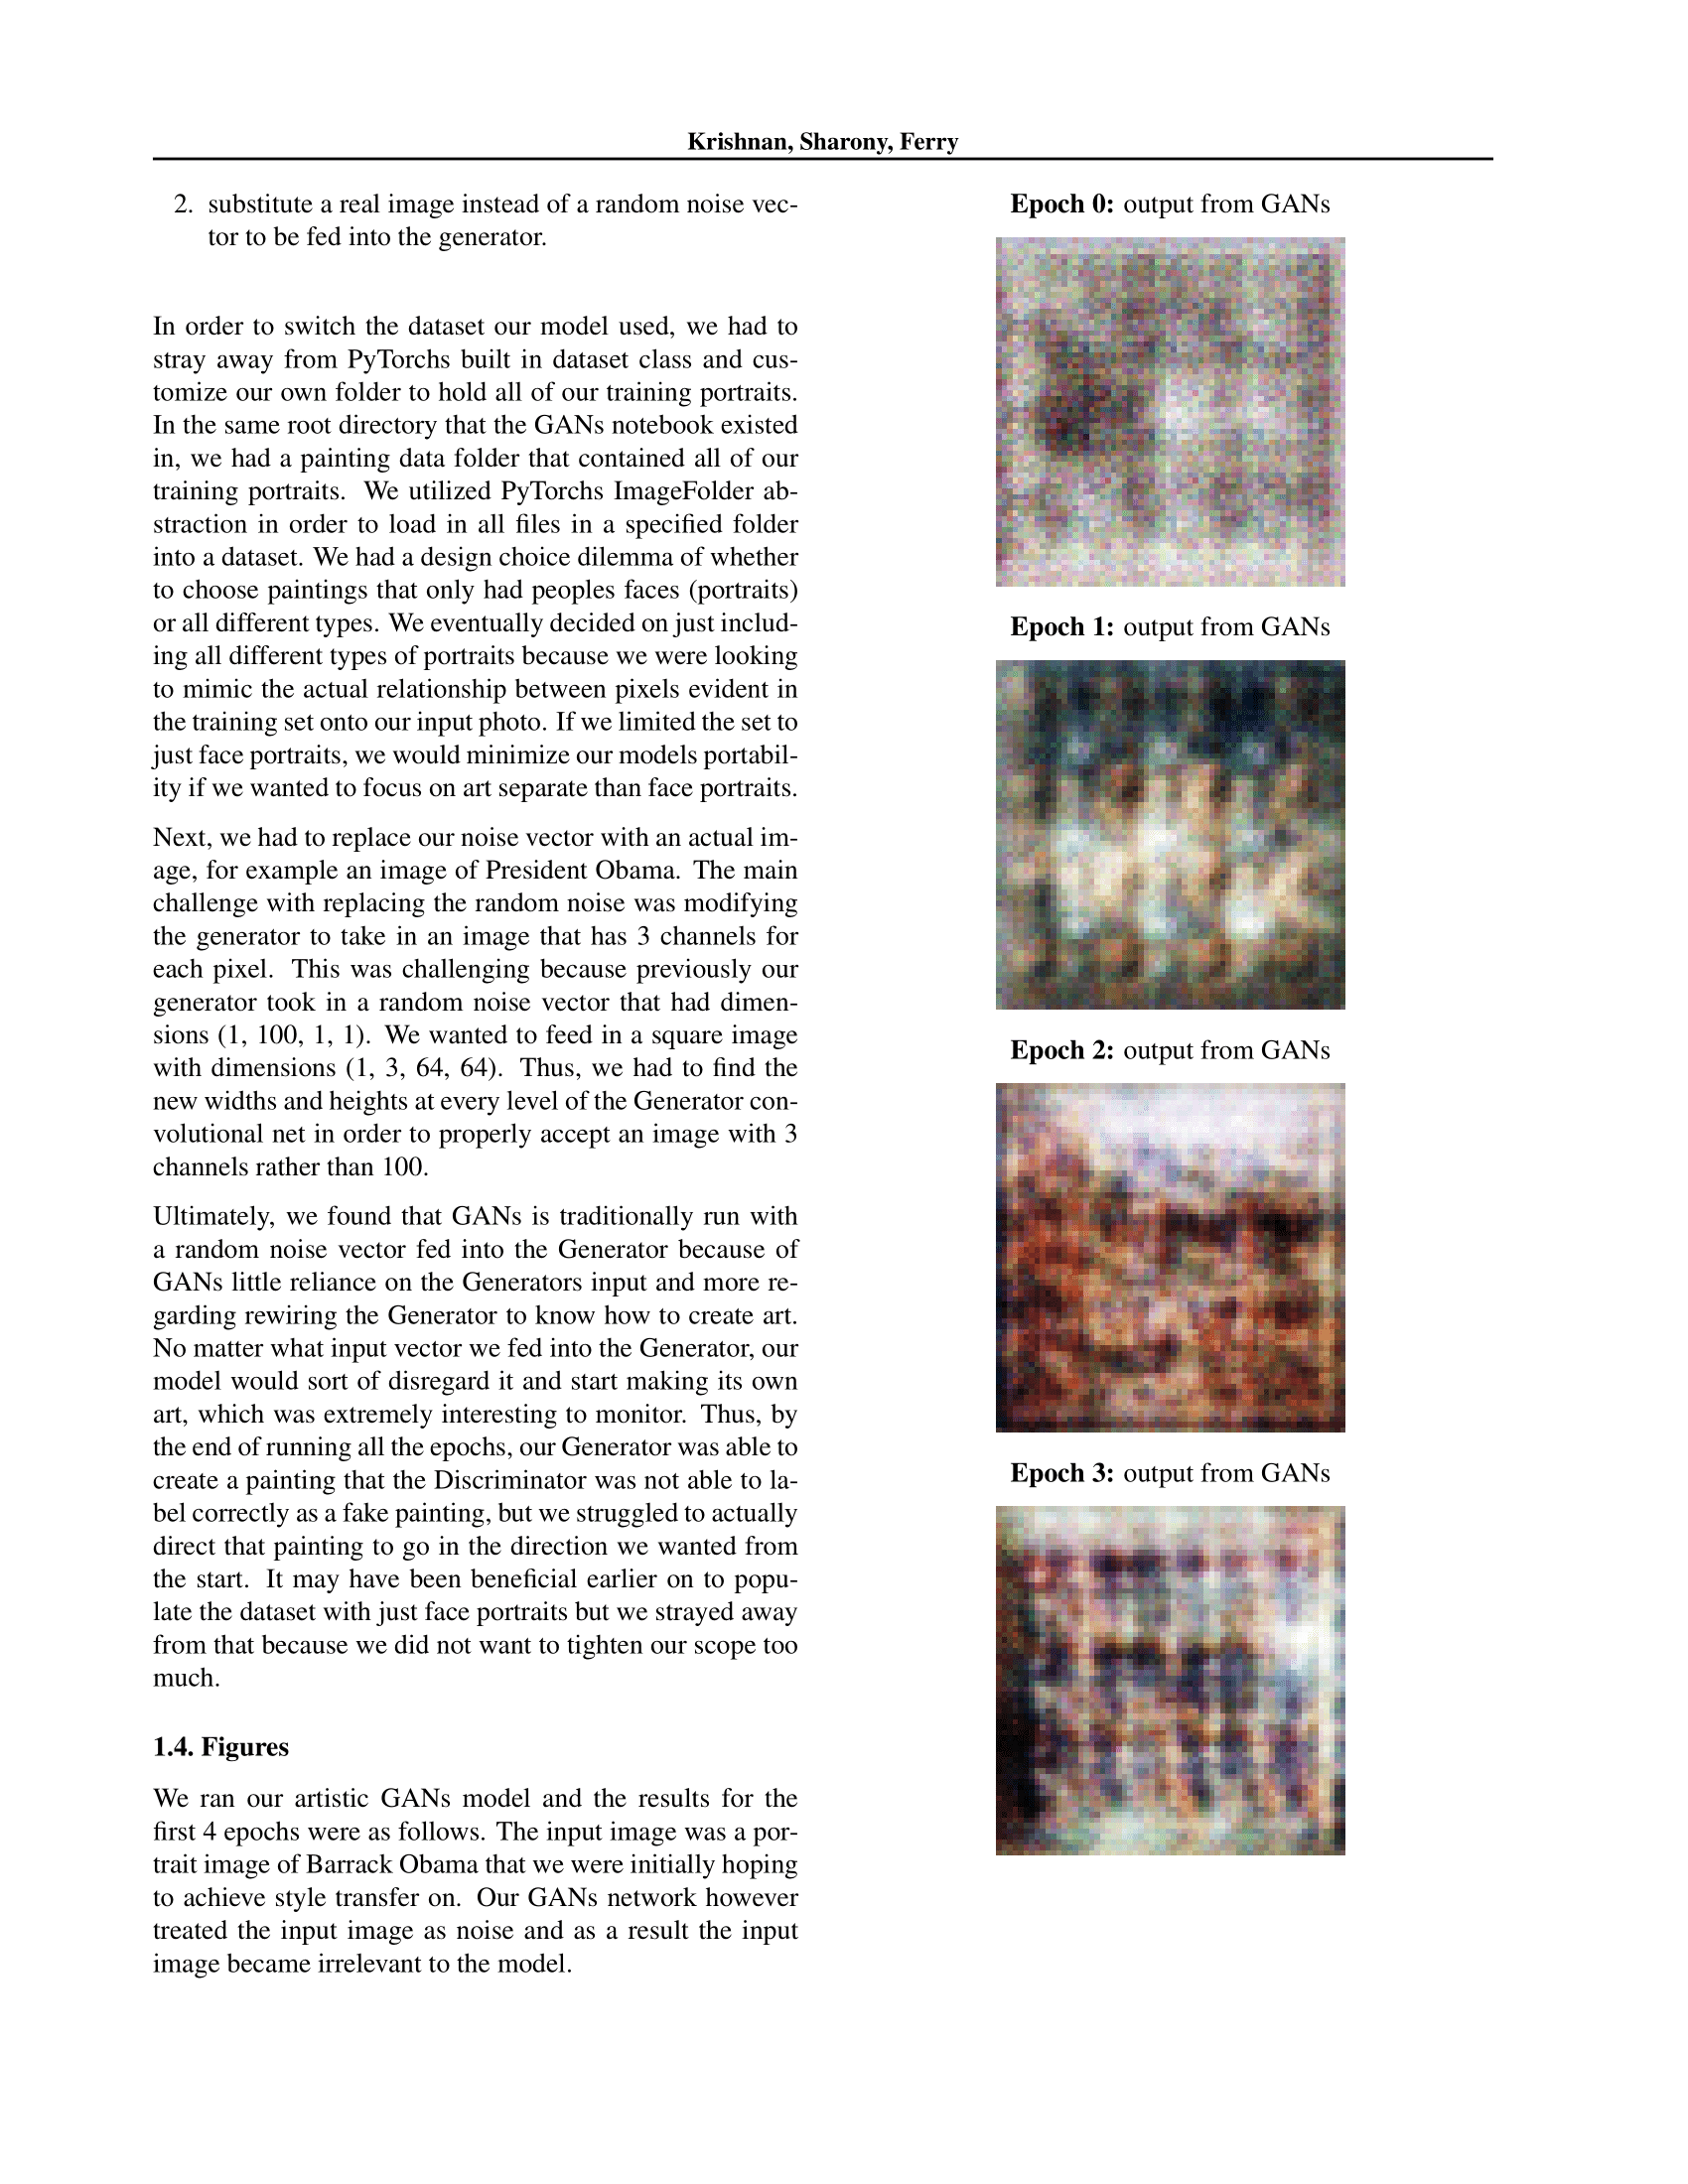 Krishnan, Sharony, Ferry
2. substitute a real image instead of a random noise vec-
tor to be fed into the generator.
In order to switch the dataset our model used, we had to
stray away from PyTorchs built in dataset class and cus-
tomize our own folder to hold all of our training portraits.
In the same root directory that the GANs notebook existed
in, we had a painting data folder that contained all of our
training portraits. We utilized PyTorchs ImageFolder ab-
straction in order to load in all files in a specified folder
into a dataset. We had a design choice dilemma of whether
to choose paintings that only had peoples faces (portraits)
or all different types. We eventually decided on just includ-
ing all different types of portraits because we were looking
to mimic the actual relationship between pixels evident in
the training set onto our input photo. If we limited the set to
just face portraits, we would minimize our models portabil-
ity if we wanted to focus on art separate than face portraits.
Next, we had to replace our noise vector with an actual im-
age, for example an image of President Obama. The main
challenge with replacing the random noise was modifying
the generator to take in an image that has 3 channels for
each pixel. This was challenging because previously our
generator took in a random noise vector that had dimen-
sions (1, 100, 1, 1). We wanted to feed in a square image
with dimensions (1, 3, 64, 64). Thus, we had to find the
new widths and heights at every level of the Generator con-
volutional net in order to properly accept an image with 3
channels rather than 100.
Ultimately, we found that GANs is traditionally run with
a random noise vector fed into the Generator because of
GANs little reliance on the Generators input and more re-
garding rewiring the Generator to know how to create art.
No matter what input vector we fed into the Generator, our
model would sort of disregard it and start making its own
art, which was extremely interesting to monitor. Thus, by
the end of running all the epochs, our Generator was able to
create a painting that the Discriminator was not able to la-
bel correctly as a fake painting, but we struggled to actually
direct that painting to go in the direction we wanted from
the start. It may have been beneficial earlier on to popu-
late the dataset with just face portraits but we strayed away
from that because we did not want to tighten our scope too
much.
1.4. Figures
We ran our artistic GANs model and the results for the
first 4 epochs were as follows. The input image was a por-
trait image of Barrack Obama that we were initially hoping
to achieve style transfer on. Our GANs network however
treated the input image as noise and as a result the input
image became irrelevant to the model.
Epoch 0: output from GANs
Epoch 1: output from GANs
Epoch 2: output from GANs
Epoch 3: output from GANs